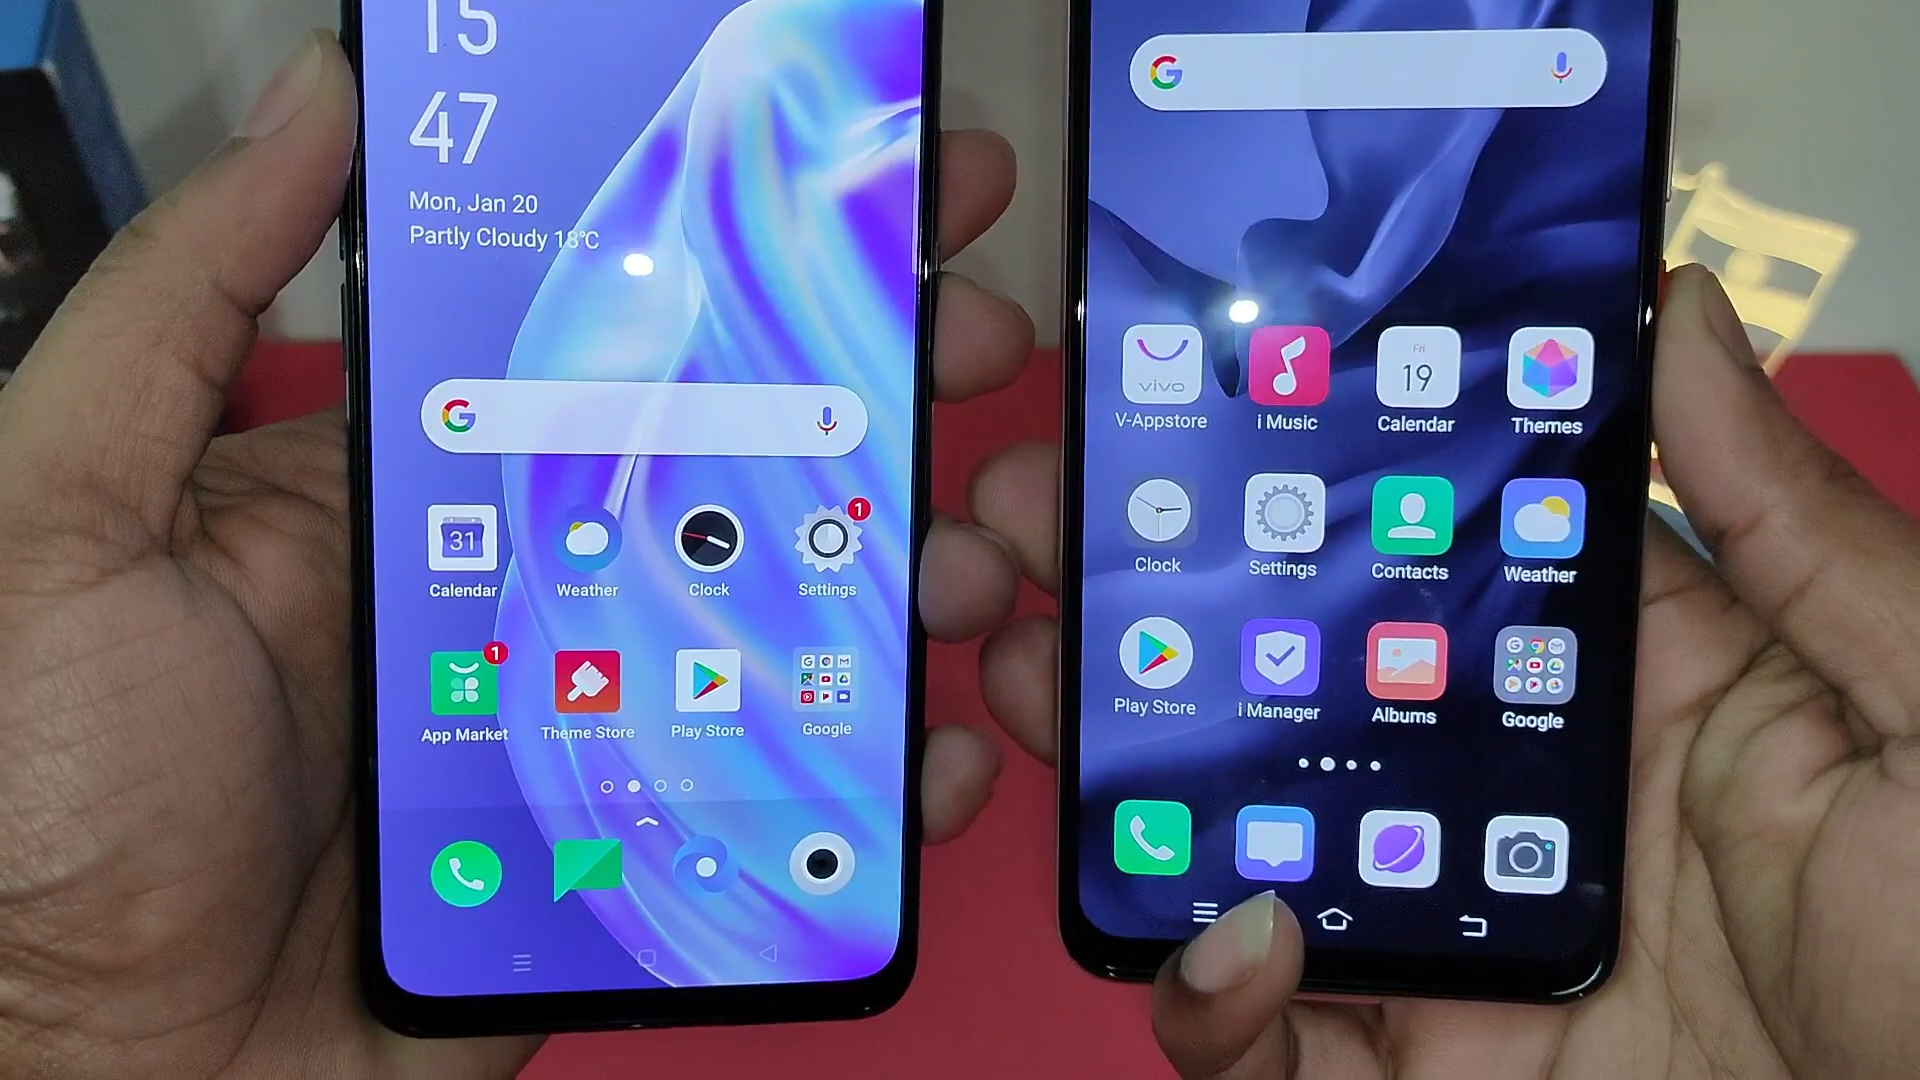 15
47
Mon, Jan 20
Partly Cloudy 18°C
G
31
1
Calendar
Weather
Clock
Settings
1
App Market
Theme Store
Play Store
Google
G
vivo
Fri
19
V-Appstore
i Music
Calendar
Themes
Clock
Settings
Contacts
Weather
Play Store
i Manager
Albums
Google